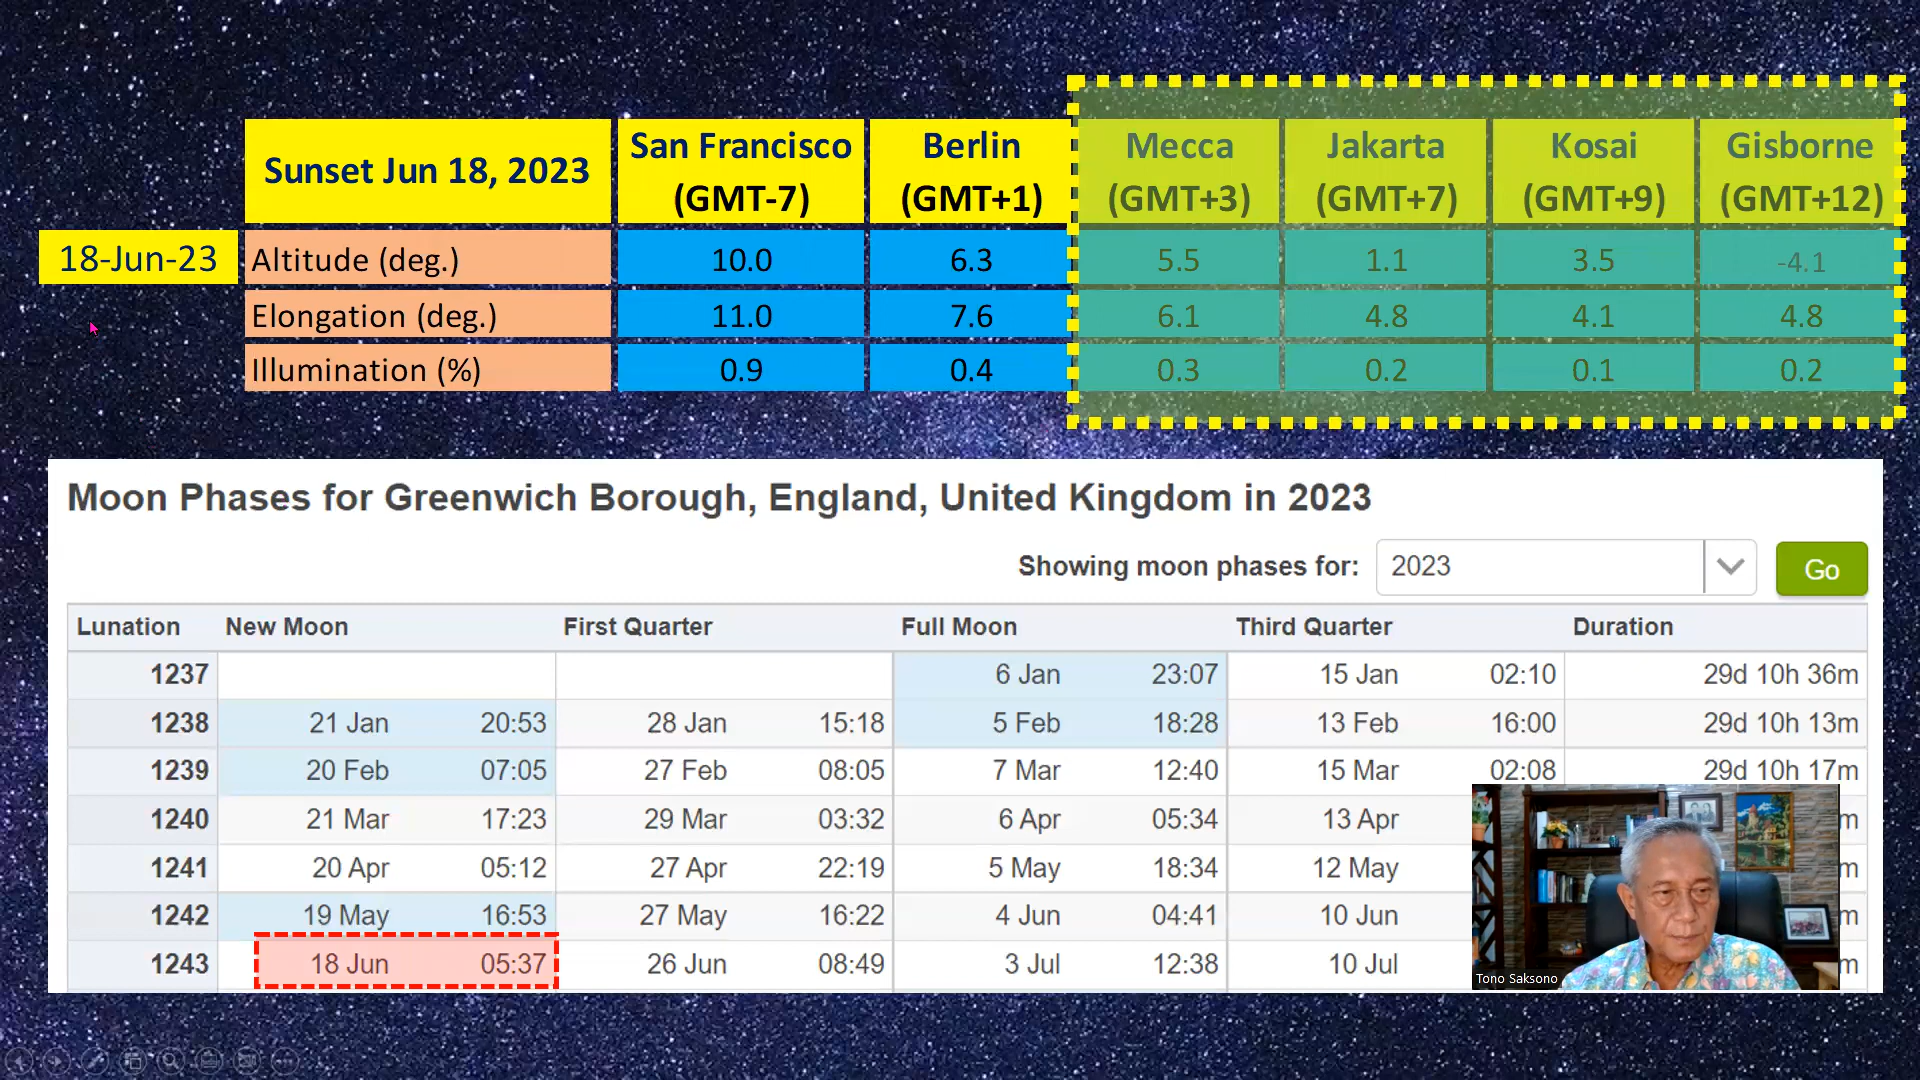 Sunset Jun 18, 2023 San Francisco (GMT-7) Berlin (GMT+1) Mecca (GMT+3) Jakarta (GMT+7) Kosai (GMT+9) Gisborne (GMT+12)
18-Jun-23 Altitude (deg.) 10.0 6.3 5.5 1.1 3.5 -4.1
Elongation (deg.) 11.0 7.6 6.1 4.8 4.1 4.8
Illumination (%) 0.9 0.4 0.3 0.2 0.1 0.2
Moon Phases for Greenwich Borough, England, United Kingdom in 2023
Showing moon phases for: 2023 Go
Lunation New Moon First Quarter Full Moon Third Quarter Duration
1237 6 Jan 23:07 15 Jan 02:10 29d 10h 36m
1238 21 Jan 20:53 28 Jan 15:18 5 Feb 18:28 13 Feb 16:00 29d 10h 13m
1239 20 Feb 07:05 27 Feb 08:05 7 Mar 12:40 15 Mar 02:08 29d 10h 17m
1240 21 Mar 17:23 29 Mar 03:32 6 Apr 05:34 13 Apr m
1241 20 Apr 05:12 27 Apr 22:19 5 May 18:34 12 May m
1242 19 May 16:53 27 May 16:22 4 Jun 04:41 10 Jun m
1243 18 Jun 05:37 26 Jun 08:49 3 Jul 12:38 10 Jul m
Tono Saksono